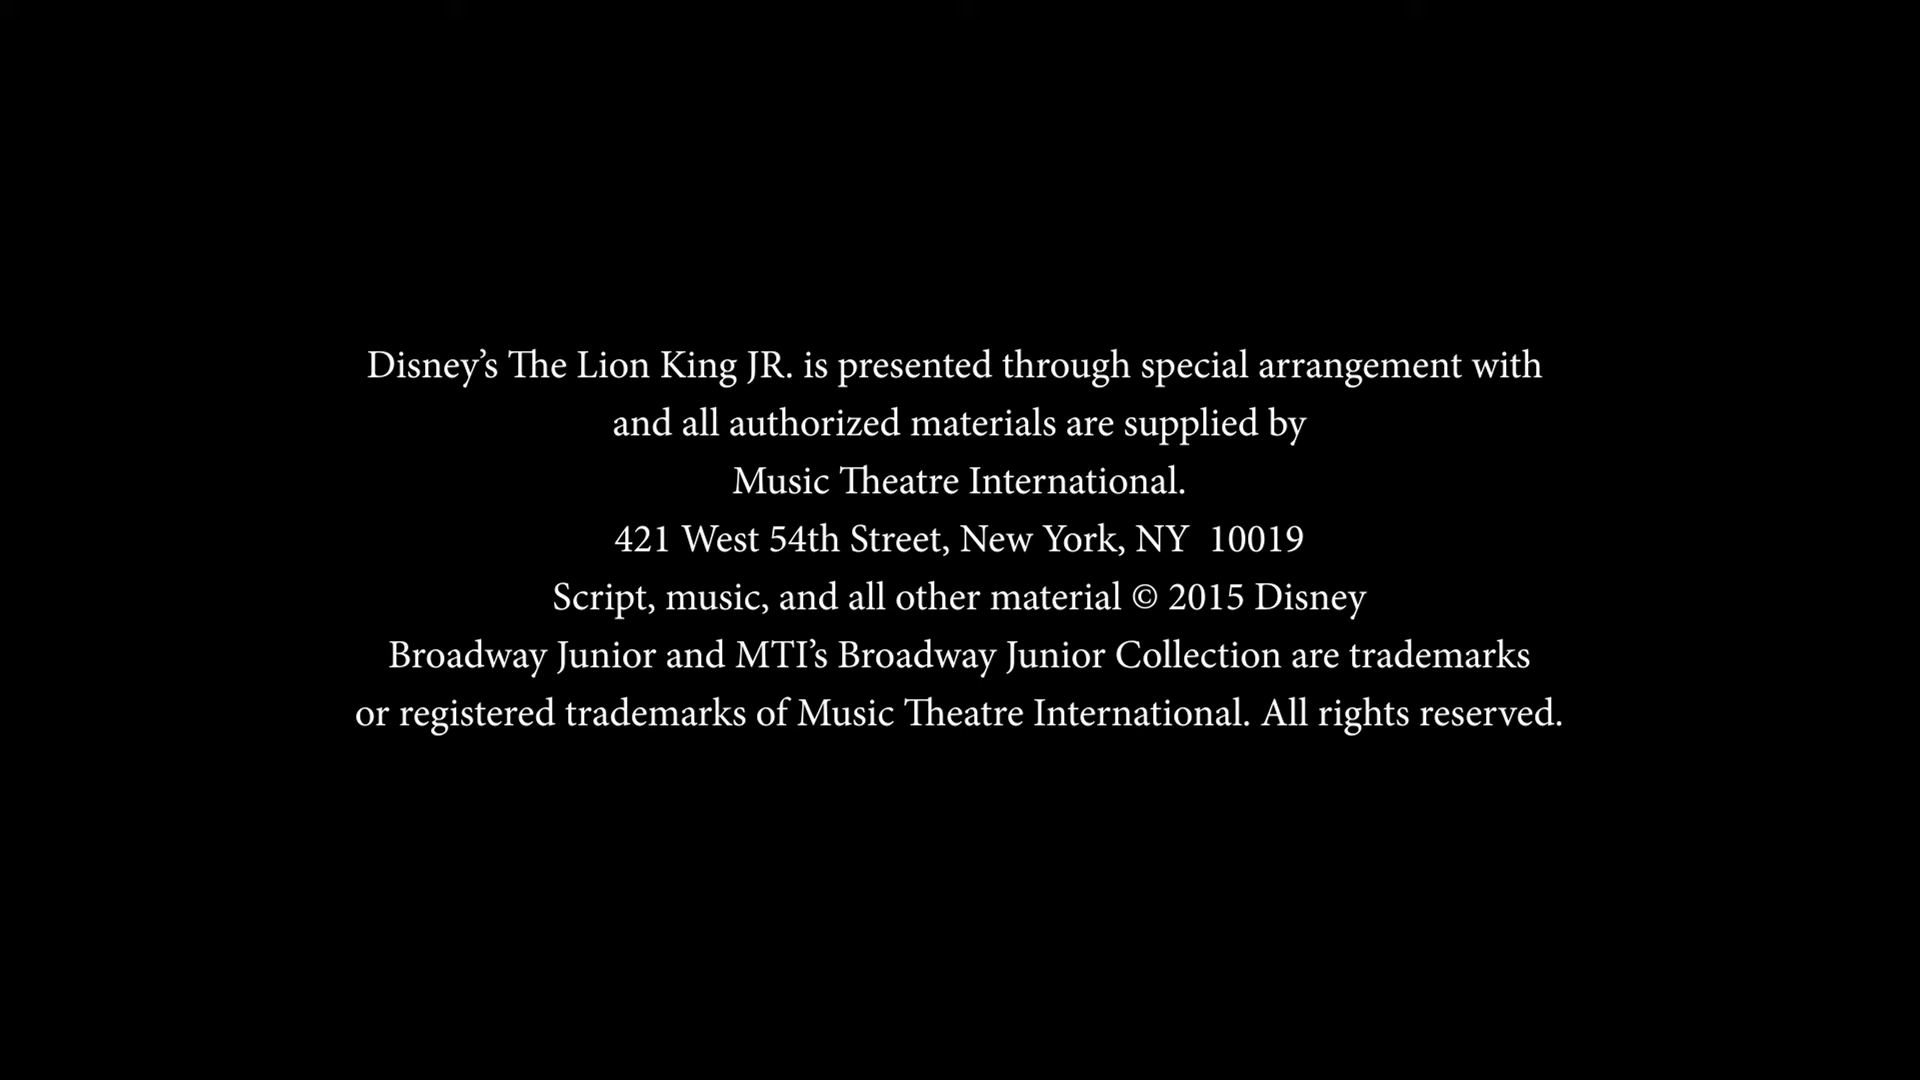 Disney’s The Lion King JR. is presented through special arrangement with
and all authorized materials are supplied by
Music Theatre International.
421 West 54th Street, New York, NY  10019
Script, music, and all other material © 2015 Disney
Broadway Junior and MTI’s Broadway Junior Collection are trademarks
or registered trademarks of Music Theatre International. All rights reserved.